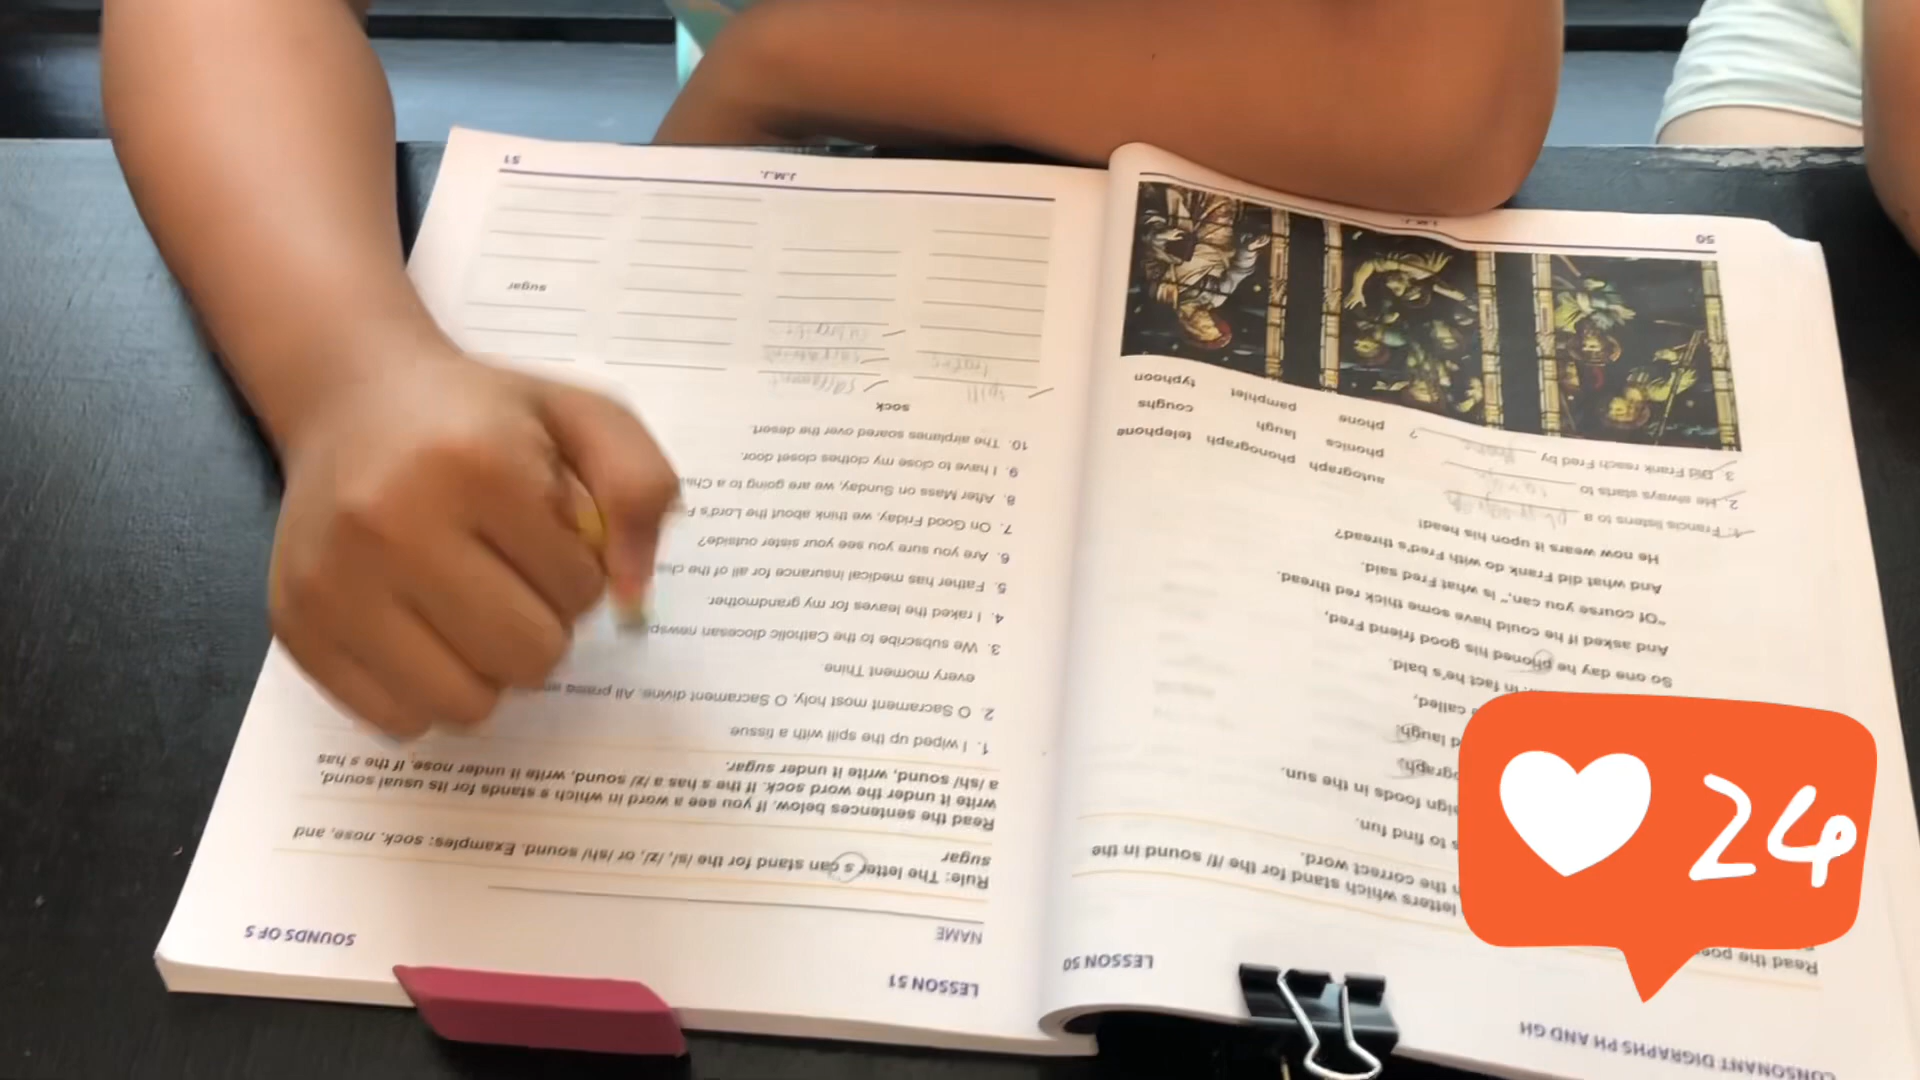 CONSONANT DIGRAPHS PH AND GH
LESSON 50
Read the poe
letters which stand for the /f/ sound in the
the correct word.
s to find fun.
eign foods in the sun.
ograph,
d laugh;
called,
In fact he's bald.
So one day he phoned his good friend Fred,
And asked if he could have some thick red thread.
"Of course you can," is what Fred said.
And what did Frank do with Fred's thread?
He now wears it upon his head!
1. Francis listens to a
2. He always starts to
3. Did Frank reach Fred by ?
autograph phonograph telephone
phonics laugh coughs
phone pamphlet typhoon
J.M.J.
50
LESSON 51
SOUNDS OF S
NAME
Rule: The letter s can stand for the /s/, /z/, or /sh/ sound. Examples: sock, nose, and
sugar
Read the sentences below. If you see a word in which s stands for its usual sound,
write it under the word sock. If the s has a /z/ sound, write it under nose. If the s has
a /sh/ sound, write it under sugar.
1. I wiped up the spill with a tissue.
2. O Sacrament most holy, O Sacrament divine, All praise an
every moment Thine.
3. We subscribe to the Catholic diocesan newsp
4. I raked the leaves for my grandmother.
5. Father has medical insurance for all of the
6. Are you sure you see your sister outside?
7. On Good Friday, we think about the Lord's P
8. After Mass on Sunday, we are going to a
9. I have to close my clothes closet door.
10. The airplanes soared over the desert.
sock
spill
sugar
J.M.J.
51
24